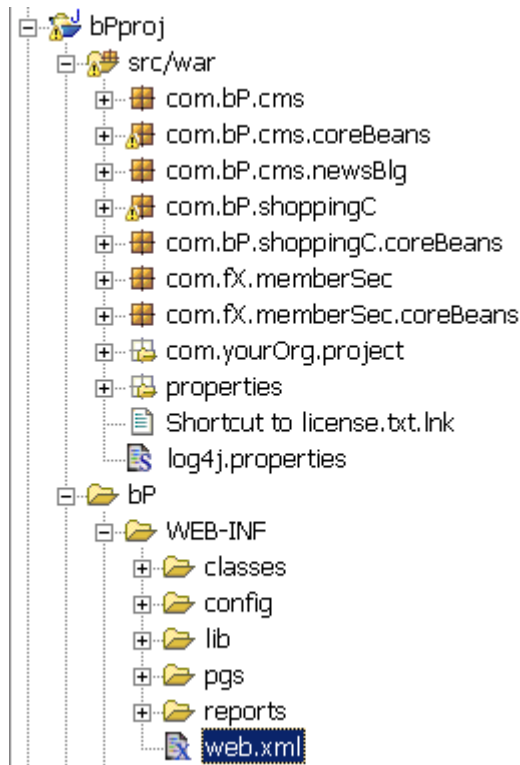 bPproj
src/war
com.bP.cms
com.bP.cms.coreBeans
com.bP.cms.newsBlg
com.bP.shoppingC
com.bP.shoppingC.coreBeans
com.fX.memberSec
com.fX.memberSec.coreBeans
com.yourOrg.project
properties
Shortcut to license.txt.lnk
log4j.properties
bP
WEB-INF
classes
config
lib
pgs
reports
web.xml